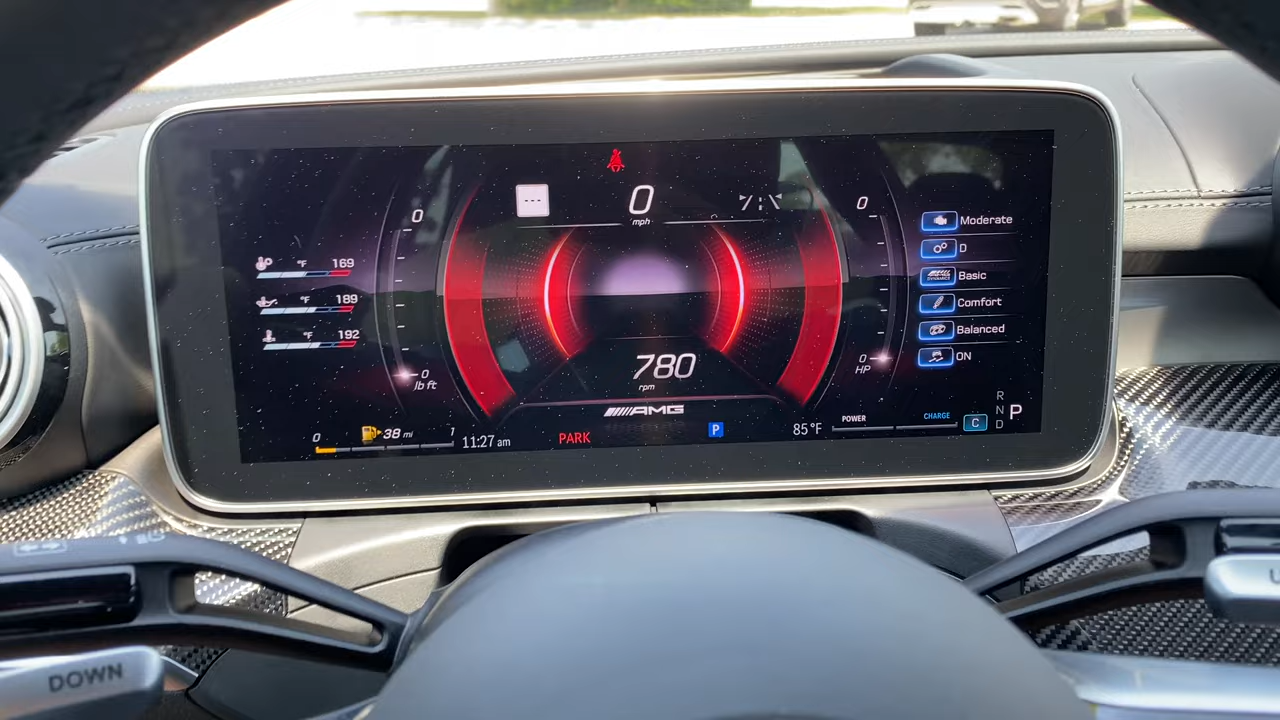 ---
0
mph
0
0
°F 169
°F 189
°F 192
Moderate
D
Basic
Comfort
Balanced
ON
780
rpm
0
lb ft
0
HP
AMG
0
38 mi
1
11:27 am
PARK
P
85 °F
POWER
CHARGE
C
R
N
D
P
DOWN